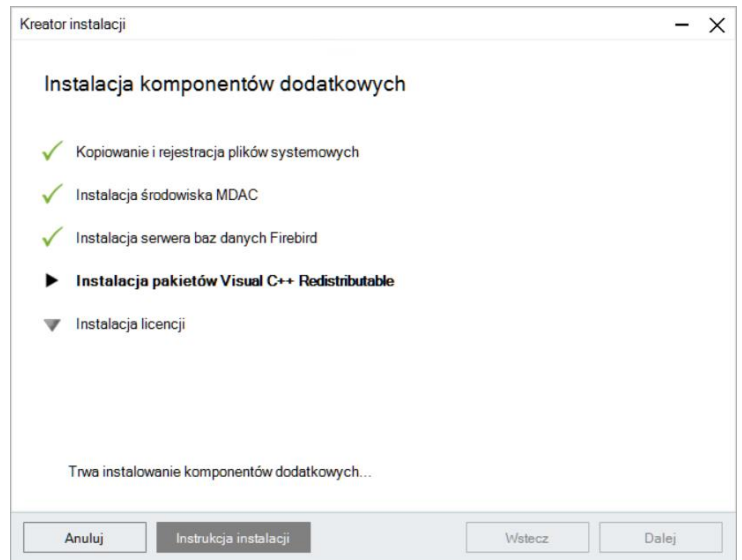 Kreator instalacji
Instalacja komponentów dodatkowych
Kopiowanie i rejestracja plików systemowych
Instalacja środowiska MDAC
Instalacja serwera baz danych Firebird
Instalacja pakietów Visual C++ Redistributable
Instalacja licencji
Trwa instalowanie komponentów dodatkowych...
Anuluj Instrukcja instalacji Wstecz Dalej